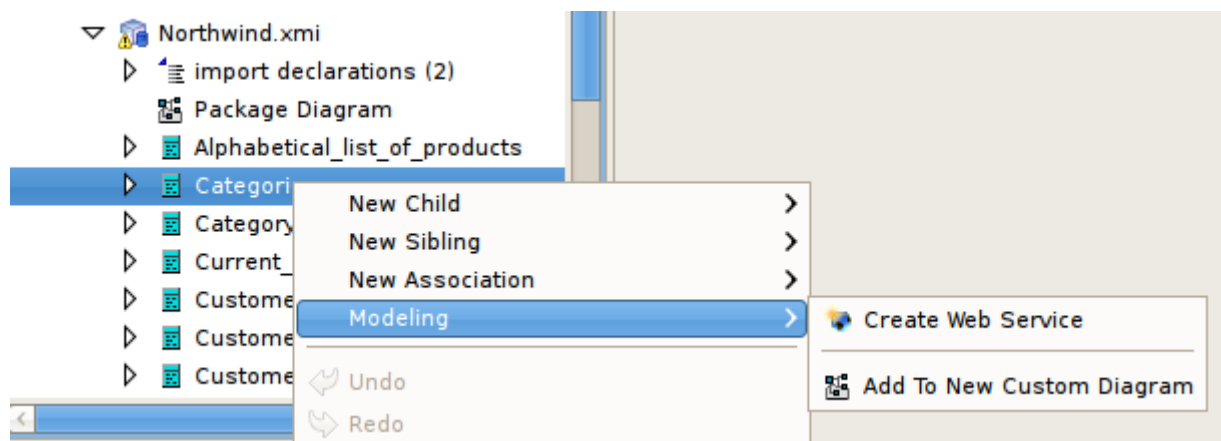 Northwind.xmi
import declarations (2)
Package Diagram
Alphabetical_list_of_products
Categori
Category
Current_
Custome
Custome
Custome
New Child
New Sibling
New Association
Modeling
Undo
Redo
Create Web Service
Add To New Custom Diagram